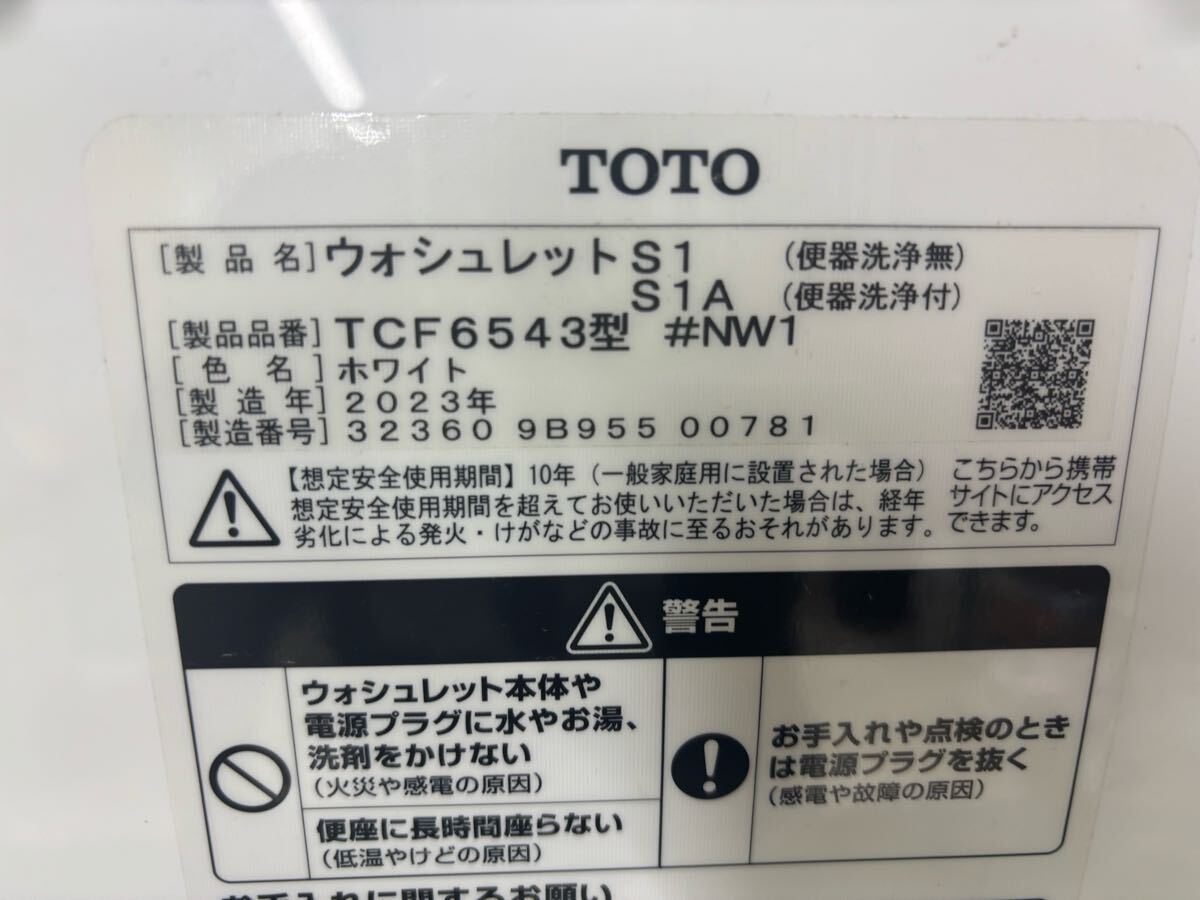 TOTO
[製品名]ウォシュレットS1 (便器洗浄無)
S1A (便器洗浄付)
[製品品番]TCF6543型 #NW1
[色名]ホワイト
[製造年]2023年
[製造番号]32360 9B955 00781
【想定安全使用期間】10年(一般家庭用に設置された場合)
想定安全使用期間を超えてお使いいただいた場合は、経年
劣化による発火・けがなどの事故に至るおそれがあります。
こちらから携帯
サイトにアクセス
できます。
警告
ウォシュレット本体や
電源プラグに水やお湯、
洗剤をかけない
(火災や感電の原因)
便座に長時間座らない
(低温やけどの原因)
お手入れや点検のとき
は電源プラグを抜く
(感電や故障の原因)
お手入れに関するお願い